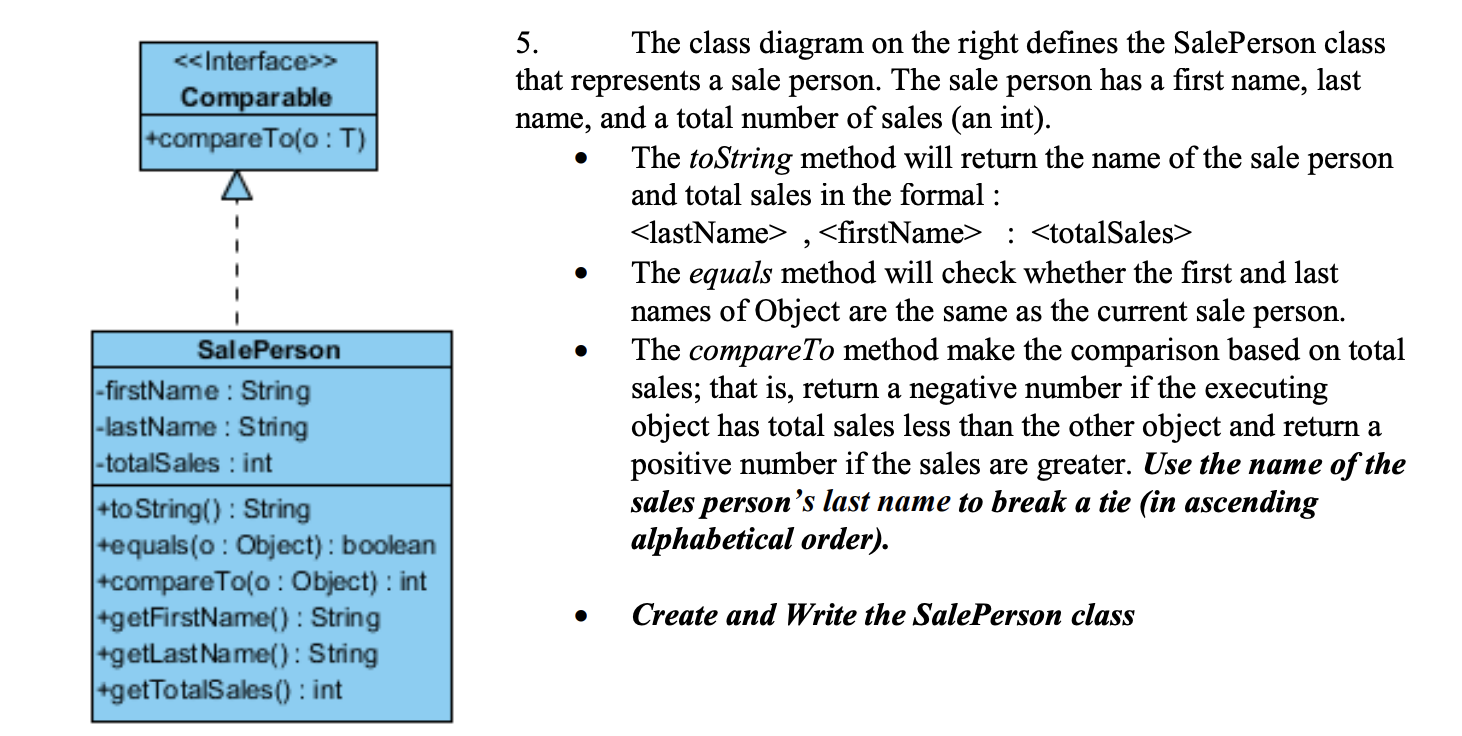 <<Interface>>
Comparable
+compareTo(o : T)
SalePerson
-firstName : String
-lastName : String
-totalSales : int
+toString() : String
+equals(o : Object) : boolean
+compareTo(o : Object) : int
+getFirstName() : String
+getLastName() : String
+getTotalSales() : int
5. The class diagram on the right defines the SalePerson class
that represents a sale person. The sale person has a first name, last
name, and a total number of sales (an int).
• The toString method will return the name of the sale person
and total sales in the formal :
<lastName> , <firstName> : <totalSales>
• The equals method will check whether the first and last
names of Object are the same as the current sale person.
• The compareTo method make the comparison based on total
sales; that is, return a negative number if the executing
object has total sales less than the other object and return a
positive number if the sales are greater. Use the name of the
sales person’s last name to break a tie (in ascending
alphabetical order).
• Create and Write the SalePerson class